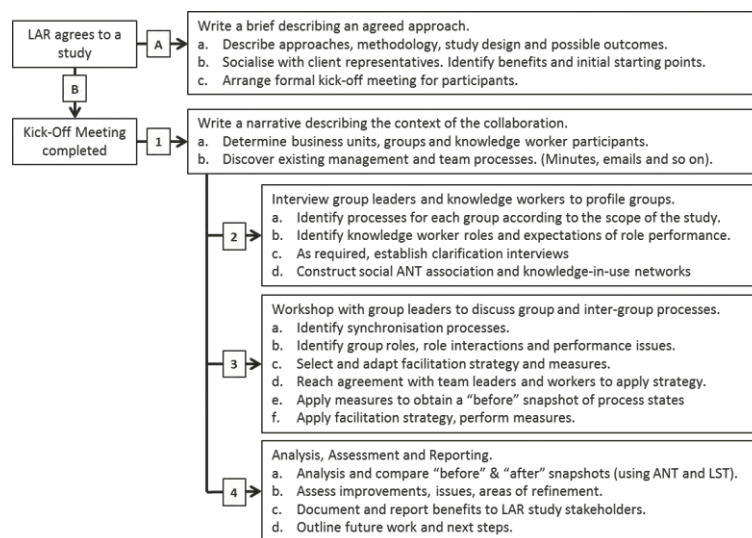 LAR agrees to a
study
A
Write a brief describing an agreed approach.
a. Describe approaches, methodology, study design and possible outcomes.
b. Socialise with client representatives. Identify benefits and initial starting points.
c. Arrange formal kick-off meeting for participants.
B
Kick-Off Meeting
completed
1
Write a narrative describing the context of the collaboration.
a. Determine business units, groups and knowledge worker participants.
b. Discover existing management and team processes. (Minutes, emails and so on).
2
Interview group leaders and knowledge workers to profile groups.
a. Identify processes for each group according to the scope of the study.
b. Identify knowledge worker roles and expectations of role performance.
c. As required, establish clarification interviews
d. Construct social ANT association and knowledge-in-use networks
3
Workshop with group leaders to discuss group and inter-group processes.
a. Identify synchronisation processes.
b. Identify group roles, role interactions and performance issues.
c. Select and adapt facilitation strategy and measures.
d. Reach agreement with team leaders and workers to apply strategy.
e. Apply measures to obtain a “before” snapshot of process states
f. Apply facilitation strategy, perform measures.
4
Analysis, Assessment and Reporting.
a. Analysis and compare “before” & “after” snapshots (using ANT and LST).
b. Assess improvements, issues, areas of refinement.
c. Document and report benefits to LAR study stakeholders.
d. Outline future work and next steps.